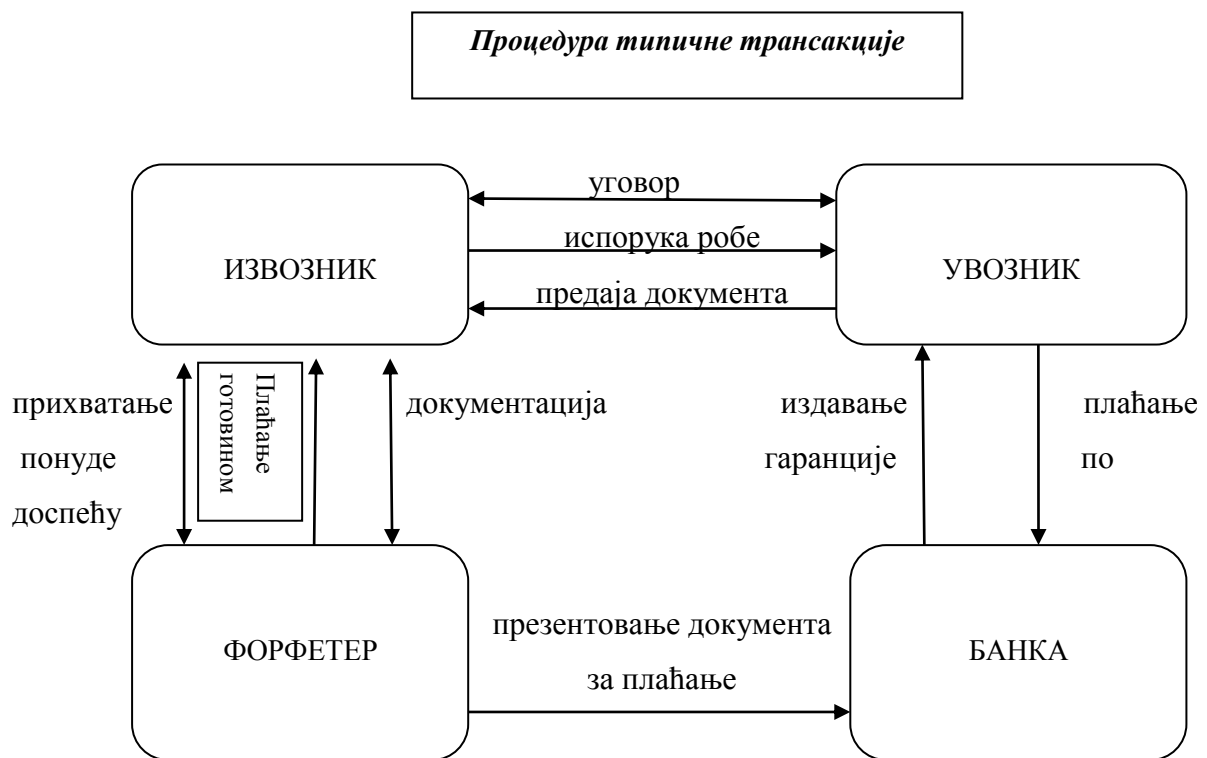 Процедура типичне трансакције
уговор
испорука робе
ИЗВОЗНИК
УВОЗНИК
предаја документа
прихватање
понуде
доспећу
Плаћање
готовином
документација
издавање
гаранције
плаћање
по
ФОРФЕТЕР
презентовање документа
за плаћање
БАНКА